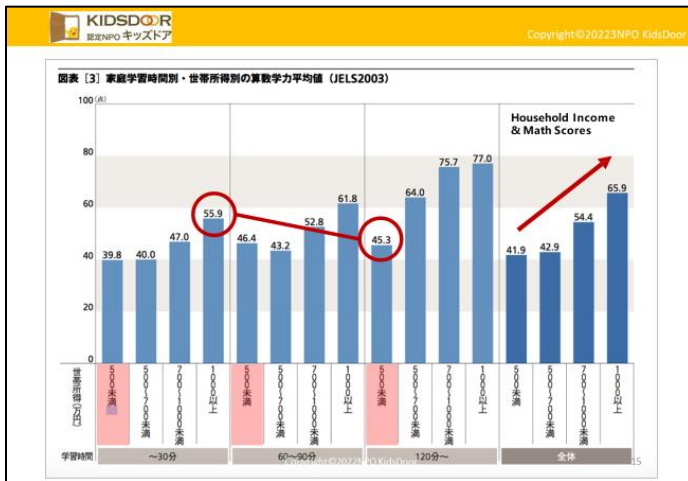 KIDSDOOR
認定NPO キッズドア
Copyright©20223NPO KidsDoor
図表［3］家庭学習時間別・世帯所得別の算数学力平均値（JELS2003）
100(点)
80
60
40
20
0
Household Income
& Math Scores
39.8 40.0 47.0 55.9 46.4 43.2 52.8 61.8 45.3 64.0 75.7 77.0 41.9 42.9 54.4 65.9
世帯所得(万円)
500未満
500〜700未満
700〜1000未満
1000以上
500未満
500〜700未満
700〜1000未満
1000以上
500未満
500〜700未満
700〜1000未満
1000以上
500未満
500〜700未満
700〜1000未満
1000以上
学習時間 〜30分 60〜90分 120分〜 全体
Copyright©2022NPO KidsDoor
15